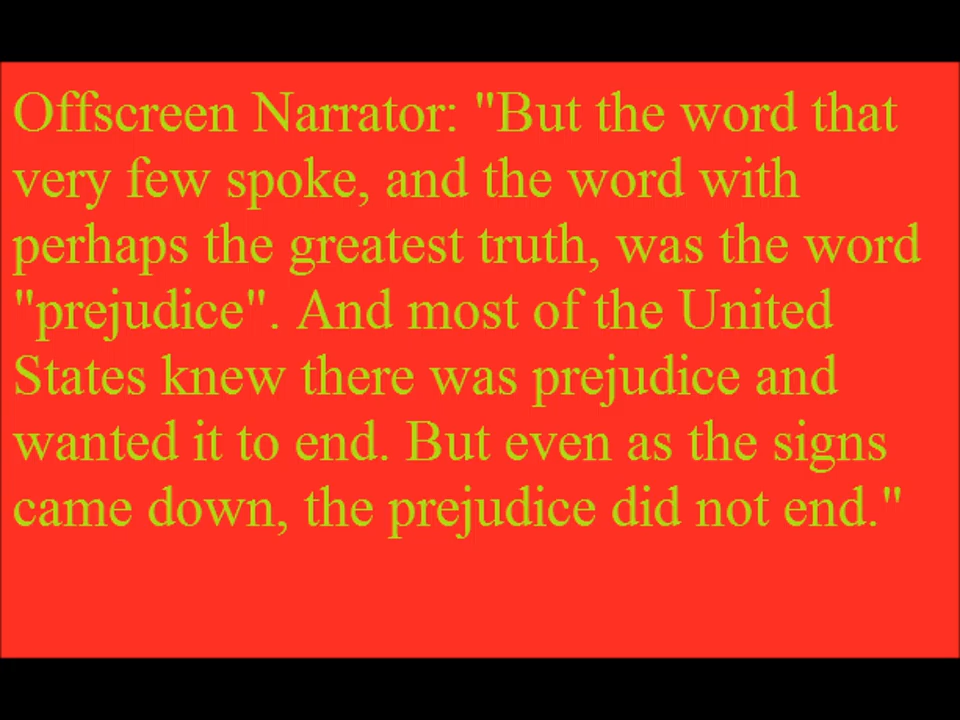 Offscreen Narrator: "But the word that
very few spoke, and the word with
perhaps the greatest truth, was the word
"prejudice". And most of the United
States knew there was prejudice and
wanted it to end. But even as the signs
came down, the prejudice did not end."